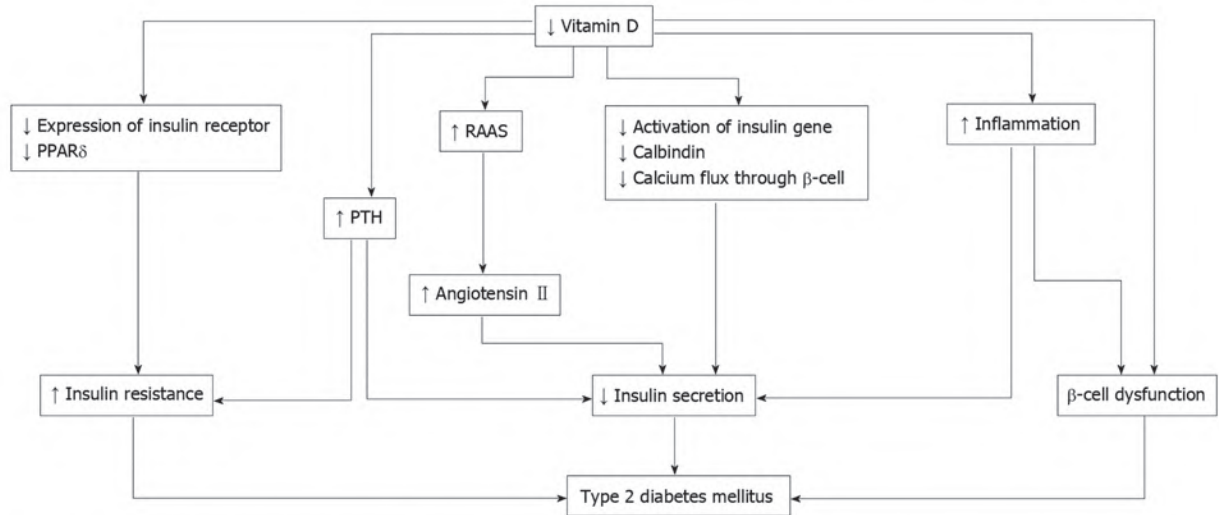 ↓ Vitamin D
↓ Expression of insulin receptor
↓ PPARδ
↑ RAAS
↓ Activation of insulin gene
↓ Calbindin
↓ Calcium flux through β-cell
↑ Inflammation
↑ PTH
↑ Angiotensin Ⅱ
↑ Insulin resistance
↓ Insulin secretion
β-cell dysfunction
Type 2 diabetes mellitus